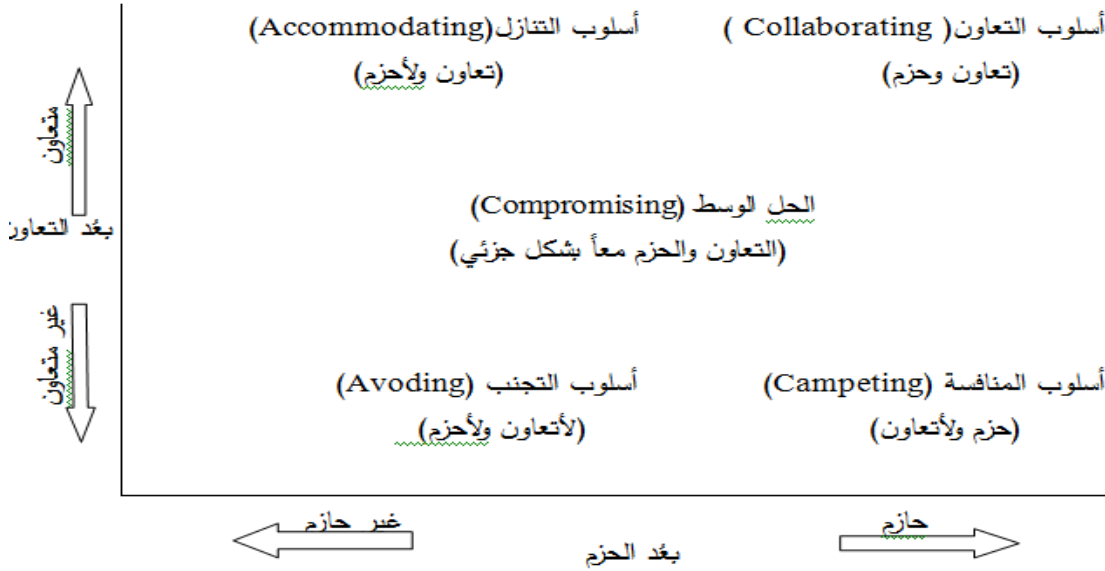 أسلوب التعاون( Collaborating )
(تعاون وحزم)
أسلوب التنازل(Accommodating)
(تعاون ولأحزم)
متعاون
بعُد التعاون
غير متعاون
الحل الوسط (Compromising)
(التعاون والحزم معاً بشكل جزئي)
أسلوب المنافسة (Campeting)
(حزم ولأتعاون)
أسلوب التجنب (Avoding)
(لأتعاون ولأحزم)
حازم
غير حازم
بعُد الحزم